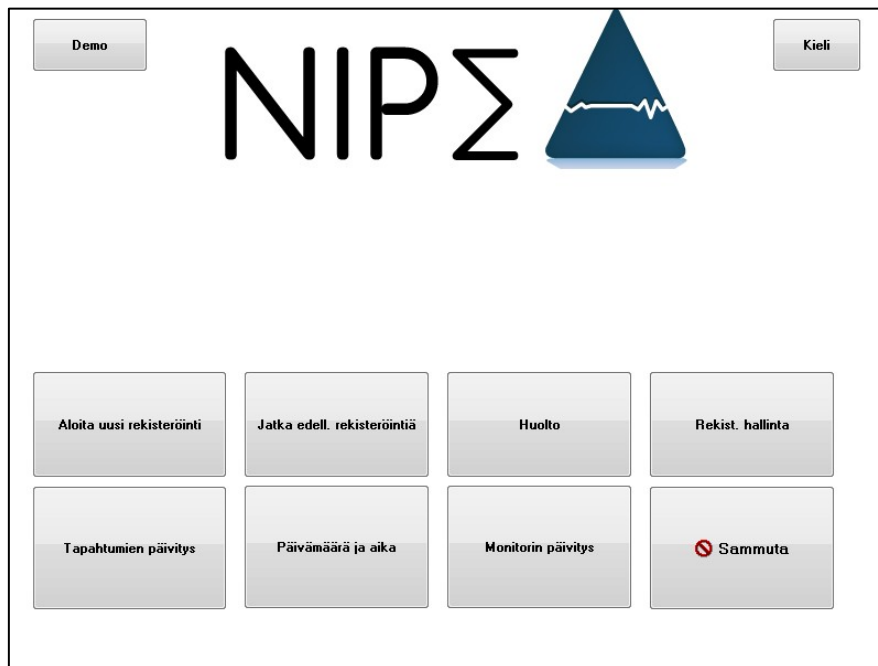 Demo
Kieli
NIPΣ
Aloita uusi rekisteröinti
Jatka edell. rekisteröintiä
Huolto
Rekist. hallinta
Tapahtumien päivitys
Päivämäärä ja aika
Monitorin päivitys
Sammuta